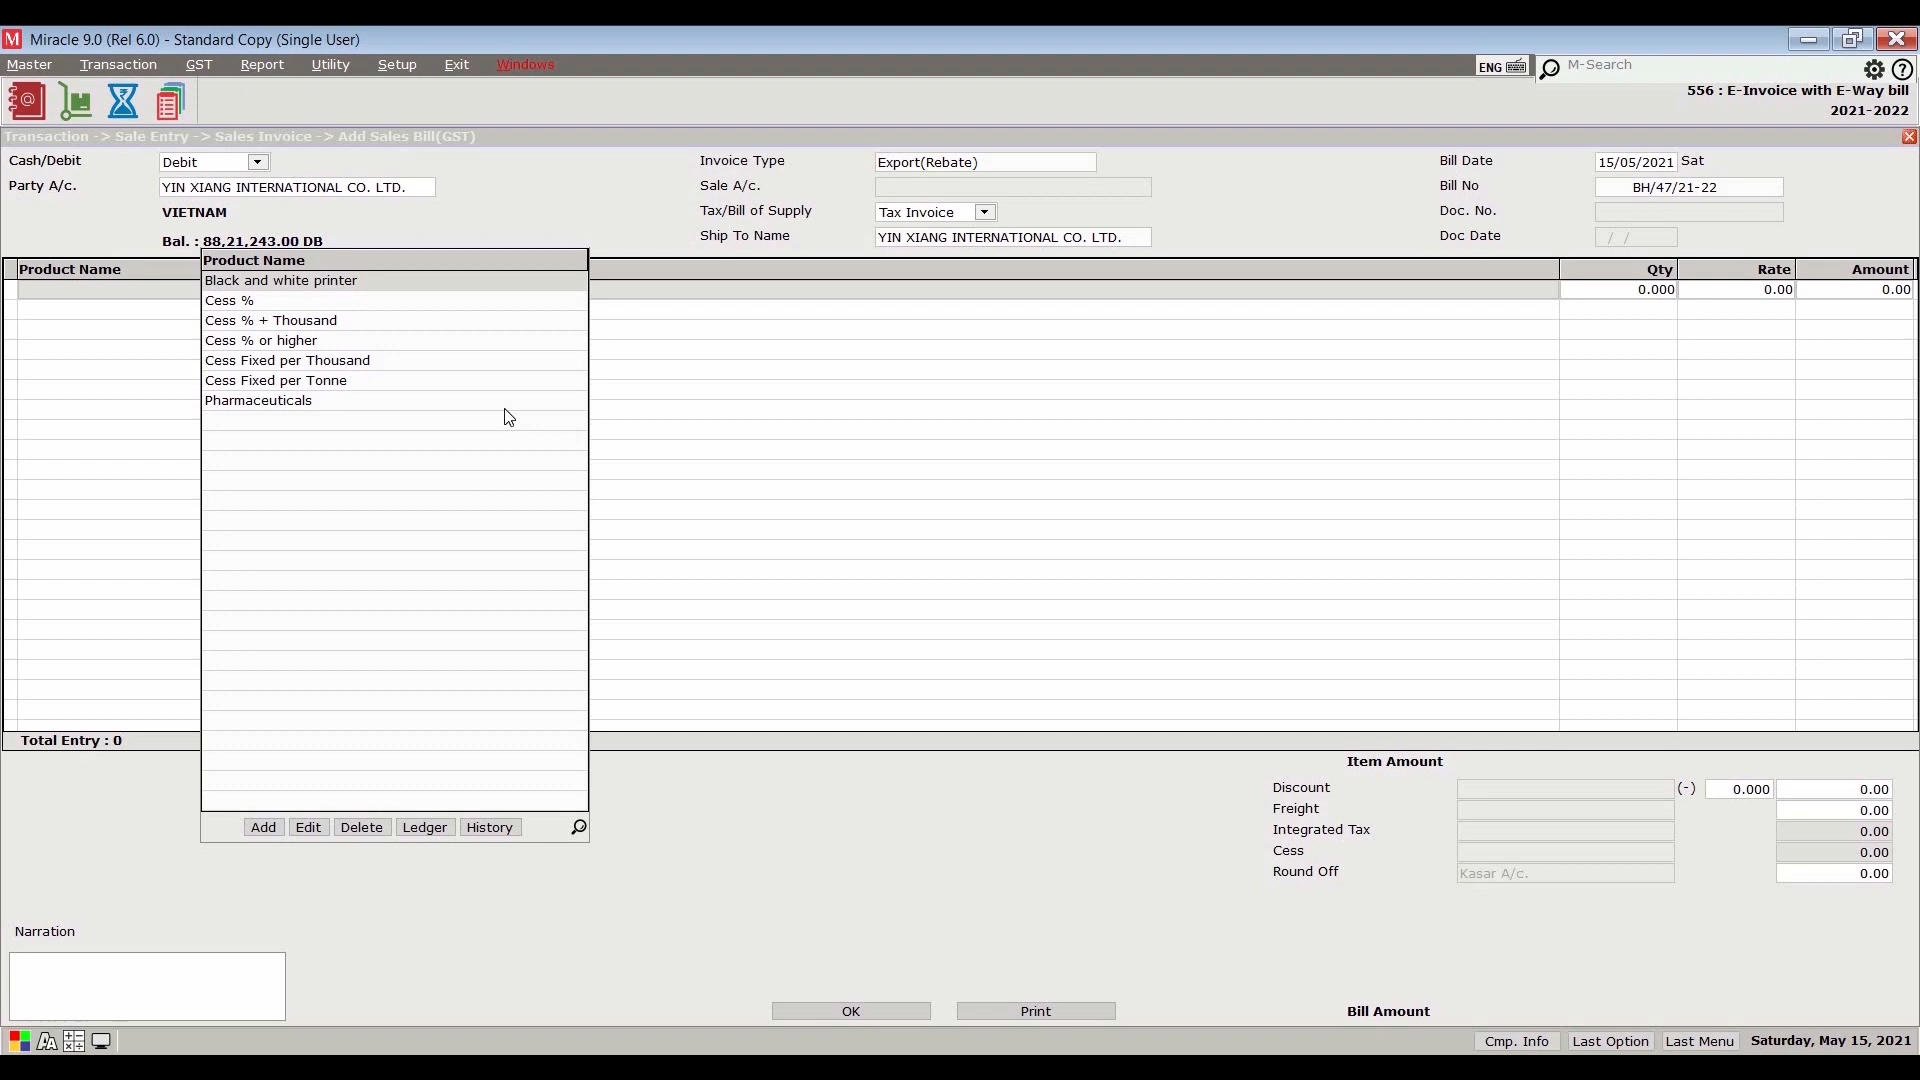 Miracle 9.0 (Rel 6.0) - Standard Copy (Single User)
Master Transaction GST Report Utility Setup Exit Windows ENG M-Search
556 : E-Invoice with E-Way bill
2021-2022
Transaction -> Sale Entry -> Sales Invoice -> Add Sales Bill(GST)
Cash/Debit Debit Invoice Type Export(Rebate) Bill Date 15/05/2021 Sat
Party A/c. YIN XIANG INTERNATIONAL CO. LTD. Sale A/c. Bill No BH/47/21-22
VIETNAM Tax/Bill of Supply Tax Invoice Doc. No.
Bal. : 88,21,243.00 DB Ship To Name YIN XIANG INTERNATIONAL CO. LTD. Doc Date / /
Product Name Qty Rate Amount
0.000 0.00 0.00
Product Name
Black and white printer
Cess %
Cess % + Thousand
Cess % or higher
Cess Fixed per Thousand
Cess Fixed per Tonne
Pharmaceuticals
Add Edit Delete Ledger History
Total Entry : 0
Item Amount
Discount (-) 0.000 0.00
Freight 0.00
Integrated Tax 0.00
Cess 0.00
Round Off Kasar A/c. 0.00
Narration
OK Print Bill Amount
Cmp. Info Last Option Last Menu Saturday, May 15, 2021